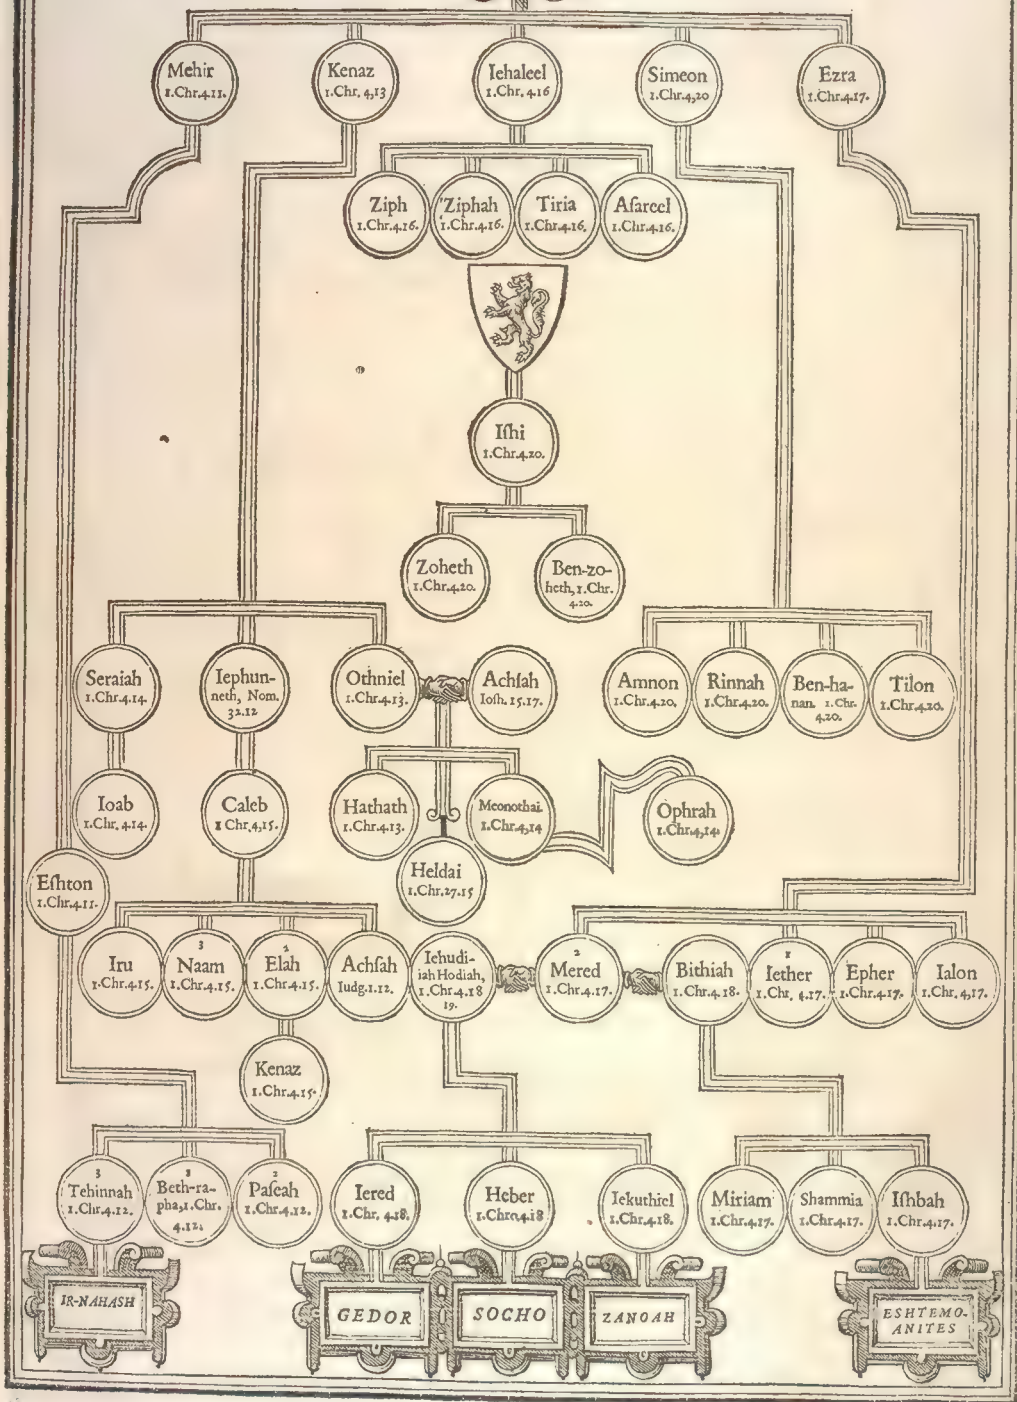 Mehir
1.Chr.4.11.
Kenaz
1.Chr. 4,13
Iehaleel
1.Chr. 4.16
Simeon
1.Chr.4,20
Ezra
1.Chr.4.17.
Ziph
1.Chr.4.16.
Ziphah
1.Chr.4.16.
Tiria
1.Chr.4.16.
Aſareel
1.Chr.4.16.
Iſhi
1.Chr.4.20.
Zoheth
1.Chr.4.20.
Ben-zo-
heth, 1.Chr.
4.20.
Seraiah
1.Chr.4.14.
Iephun-
neth, Nom.
32.12
Othniel
1.Chr.4.13.
Achſah
Ioſh. 15.17.
Amnon
1.Chr.4.20.
Rinnah
1.Chr.4.20.
Ben-ha-
nan. 1.Chr.
4.20.
Tilon
1.Chr.4.20.
Ioab
1.Chr. 4.14.
Caleb
1 Chr.4,15.
Hathath
1.Chr.4.13.
Meonothai.
1.Chr.4,14
Ophrah
1.Chr.4,14.
Eſhton
1.Chr.4.11.
Heldai
1.Chr.27.15
Iru
1.Chr.4.15.
3
Naam
1.Chr.4.15.
2
Elah
1.Chr.4.15.
Achſah
Iudg.1.12.
Iehudi-
iah Hodiah,
1.Chr.4.18
19.
2
Mered
1.Chr.4.17.
Bithiah
1.Chr.4.18.
1
Iether
1.Chr. 4.17.
3
Epher
1.Chr.4.17.
Ialon
1.Chr.4,17.
Kenaz
1.Chr.4.15.
3
Tehinnah
1.Chr.4.12.
1
Beth-ra-
pha,1.Chr.
4.12.
2
Paſeah
1.Chr.4.12.
Iered
1.Chr. 4.18.
Heber
1.Chro.4.18
Iekuthiel
1.Chr.4.18.
Miriam
1.Chr.4.17.
Shammia
1.Chr.4.17.
Iſhbah
1.Chr.4.17.
IR-NAHASH
GEDOR
SOCHO
ZANOAH
ESHTEMO-
ANITES